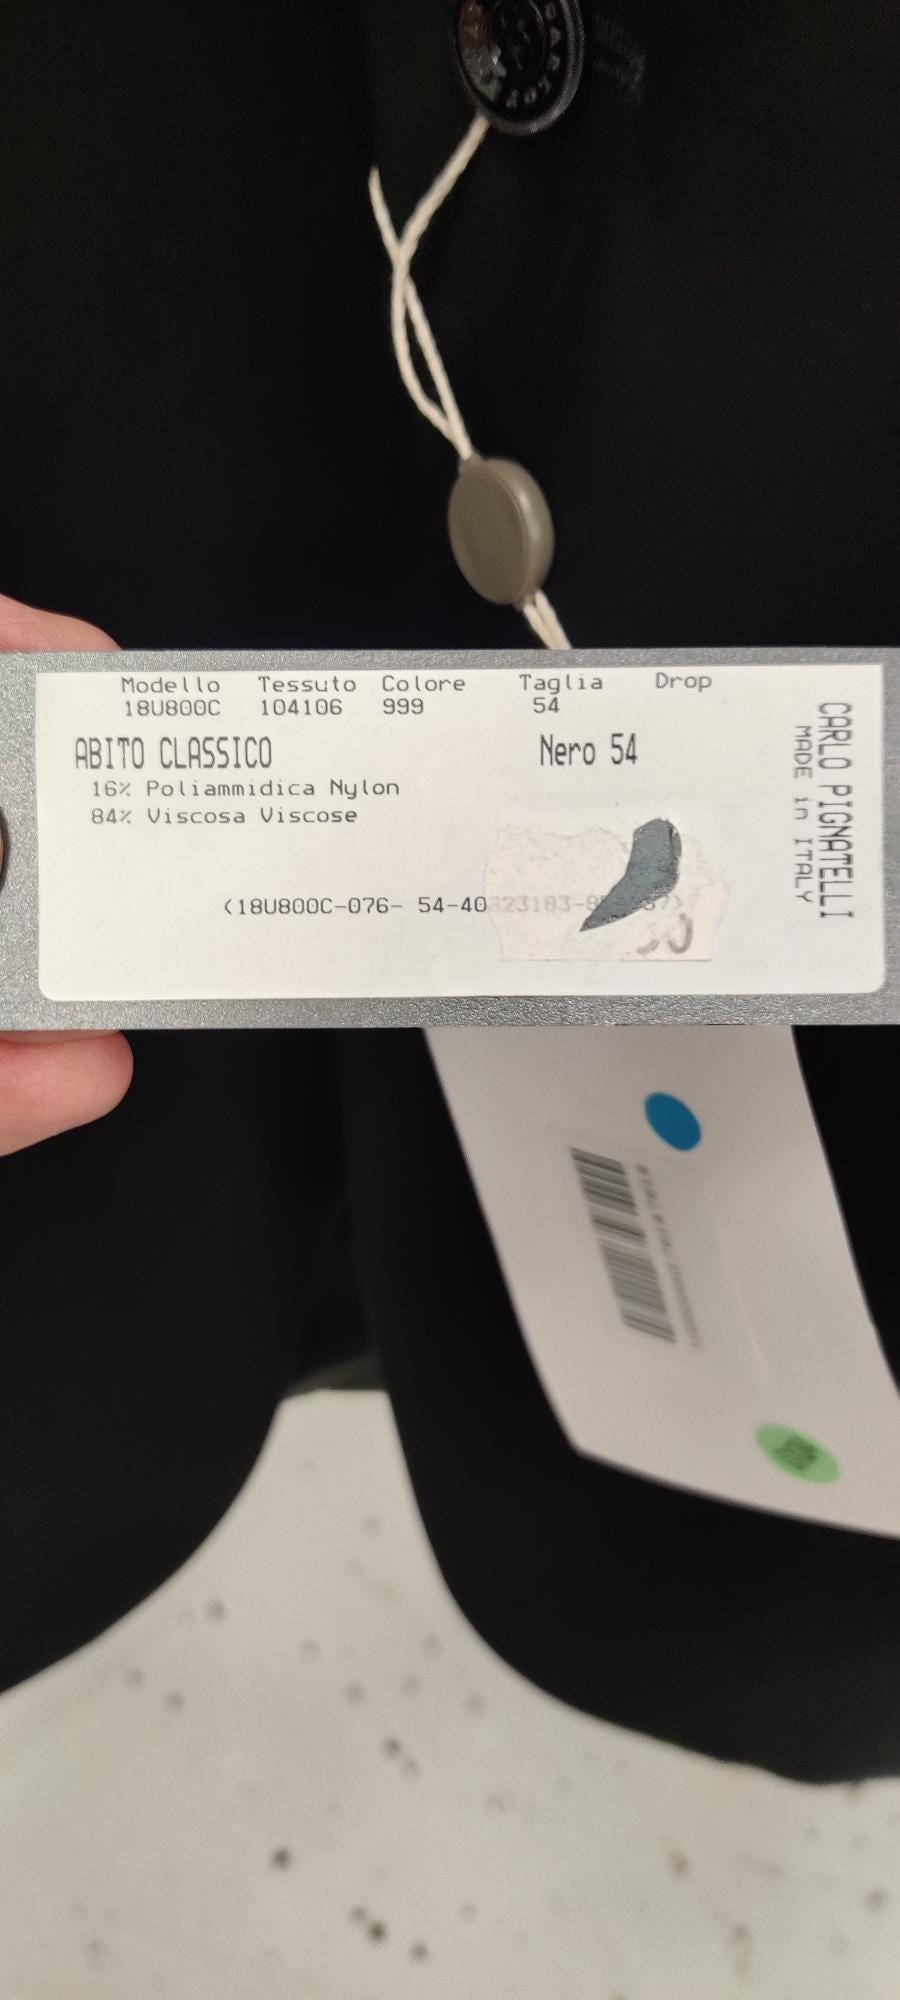 Modello Tessuto Colore Taglia Drop
18U800C 104106 999 54
ABITO CLASSICO Nero 54
16% Poliammidica Nylon
84% Viscosa Viscose
<18U800C-076- 54-40
CARLO PIGNATELLI
MADE in ITALY